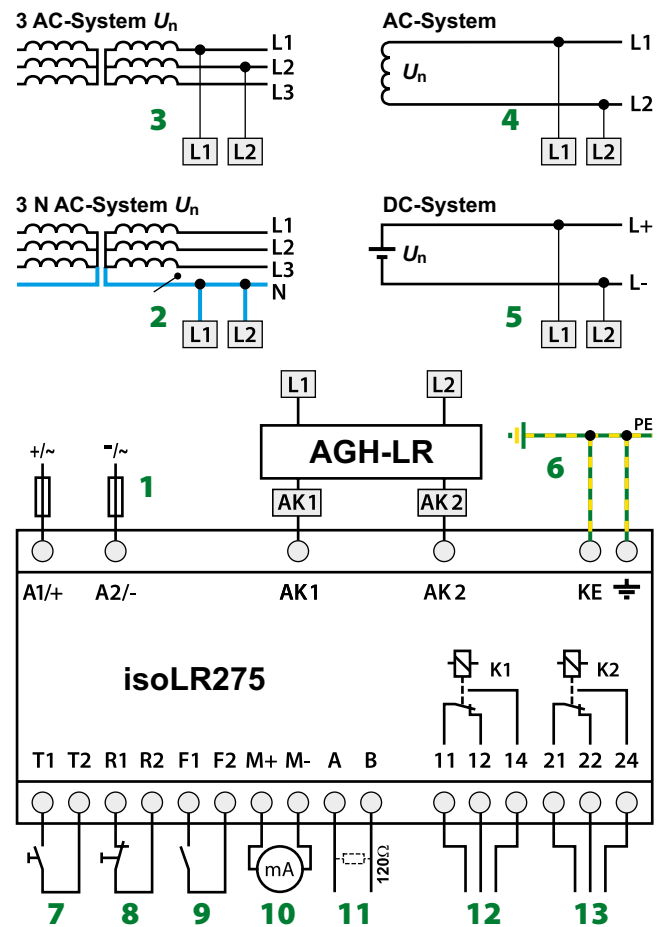 3 AC-System Un
AC-System
L1
L2
L3
3
L1 L2
L1
Un
L2
4
L1 L2
3 N AC-System Un
DC-System
L1
L2
L3
N
2
L1 L2
L+
Un
L-
5
L1 L2
L1 L2
AGH-LR
AK1 AK2
+/~ -/~
1
PE
6
A1/+ A2/- AK1 AK2 KE
isoLR275
K1 K2
T1 T2 R1 R2 F1 F2 M+ M- A B 11 12 14 21 22 24
mA
120Ω
7 8 9 10 11 12 13